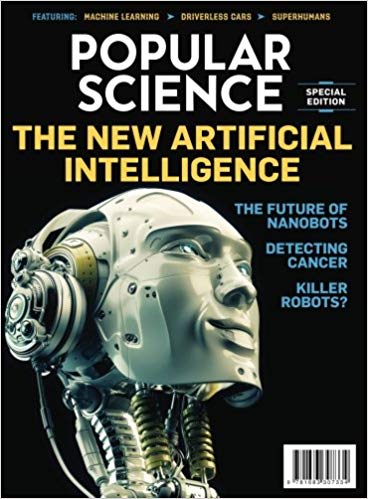 FEATURING: MACHINE LEARNING ➤ DRIVERLESS CARS ➤ SUPERHUMANS
POPULAR
SCIENCE
SPECIAL
EDITION
THE NEW ARTIFICIAL
INTELLIGENCE
THE FUTURE OF
NANOBOTS
DETECTING
CANCER
KILLER
ROBOTS?